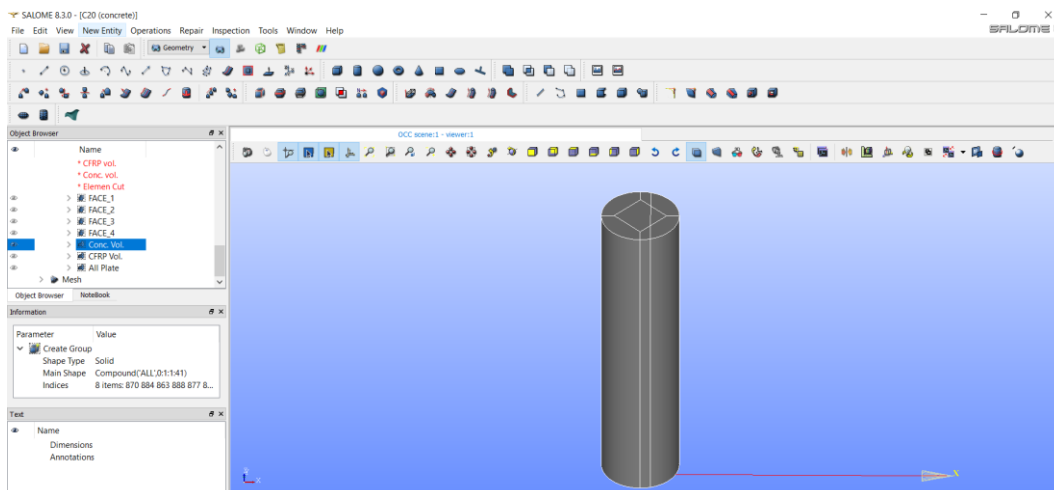 SALOME 8.3.0 - [C20 (concrete)]
File Edit View New Entity Operations Repair Inspection Tools Window Help
SALOME
Geometry
Object Browser
OCC scene:1 - viewer:1
Name
* CFRP vol.
* Conc. vol.
* Elemen Cut
FACE_1
FACE_2
FACE_3
FACE_4
Conc. Vol.
CFRP Vol.
All Plate
Mesh
Object Browser NoteBook
Information
Parameter Value
Create Group
Shape Type Solid
Main Shape Compound('ALL',0:1:1:41)
Indices 8 items: 870 884 863 888 877 8...
Text
Name
Dimensions
Annotations
X
X